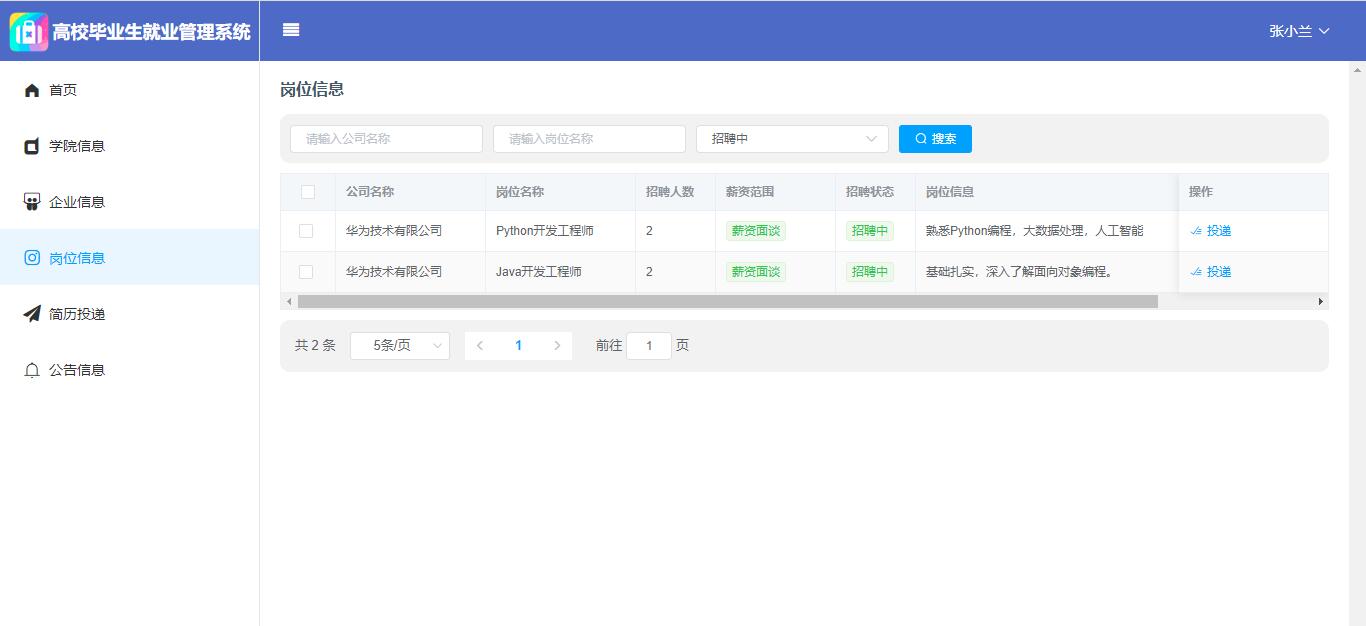 高校毕业生就业管理系统
张小兰
首页
学院信息
企业信息
岗位信息
简历投递
公告信息
岗位信息
请输入公司名称 请输入岗位名称 招聘中 搜索
公司名称 岗位名称 招聘人数 薪资范围 招聘状态 岗位信息 操作
华为技术有限公司 Python开发工程师 2 薪资面谈 招聘中 熟悉Python编程，大数据处理，人工智能 投递
华为技术有限公司 Java开发工程师 2 薪资面谈 招聘中 基础扎实，深入了解面向对象编程。 投递
共 2 条 5条/页 1 前往 1 页